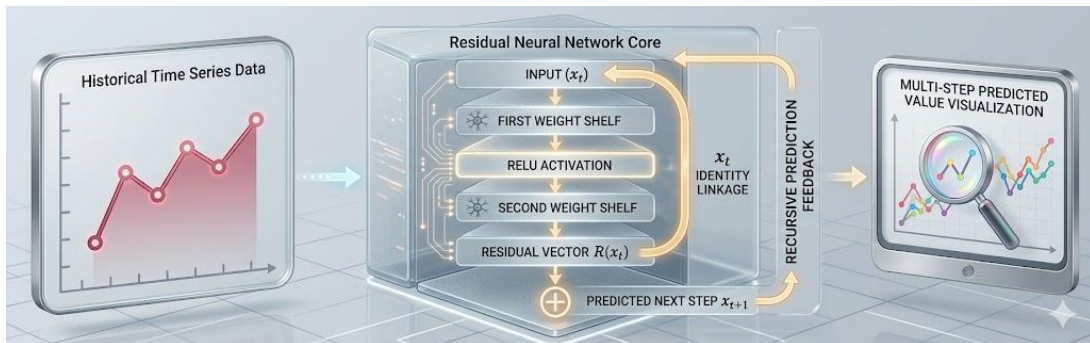 Historical Time Series Data
Residual Neural Network Core
INPUT (x_t)
FIRST WEIGHT SHELF
RELU ACTIVATION
SECOND WEIGHT SHELF
RESIDUAL VECTOR R(x_t)
PREDICTED NEXT STEP x_{t+1}
x_t
IDENTITY
LINKAGE
RECURSIVE PREDICTION
FEEDBACK
MULTI-STEP PREDICTED
VALUE VISUALIZATION